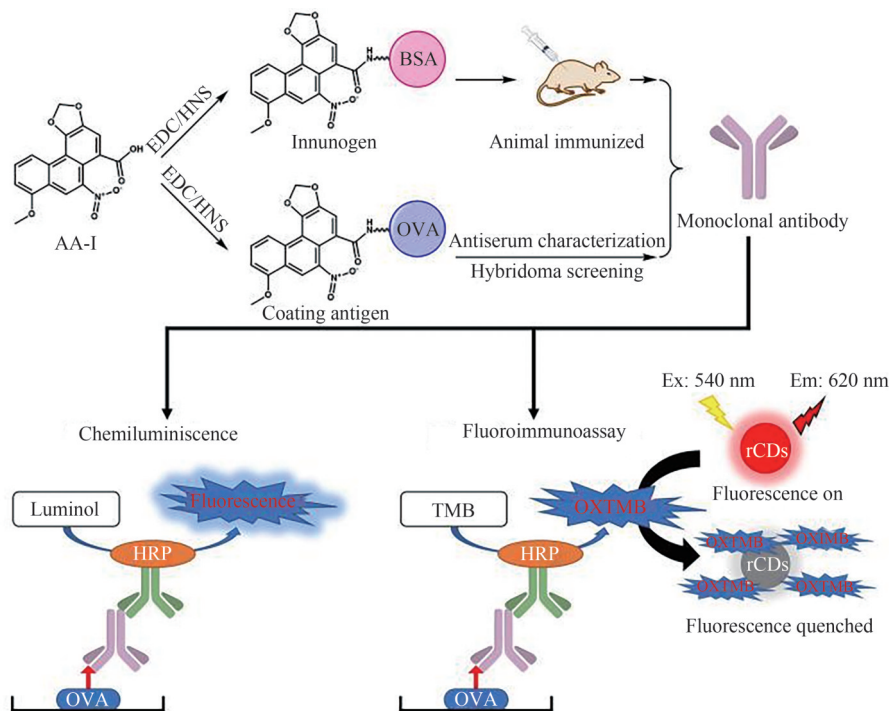 BSA
EDC/HNS
Innunogen
Animal immunized
OH
O
O
O
N+
O-
O
O
AA-I
EDC/HNS
O
O
H
N
O
N+
O-
O
O
O
O
H
N
O
N+
O-
O
O
OVA
Coating antigen
Antiserum characterization
Hybridoma screening
Monoclonal antibody
Chemiluminiscence
Luminol
Fluorescence
HRP
OVA
Fluoroimmunoassay
TMB
OXTMB
HRP
OVA
Ex: 540 nm
Em: 620 nm
rCDs
Fluorescence on
OXTMB
OXTMB
rCDs
OXTMB
OXTMB
Fluorescence quenched